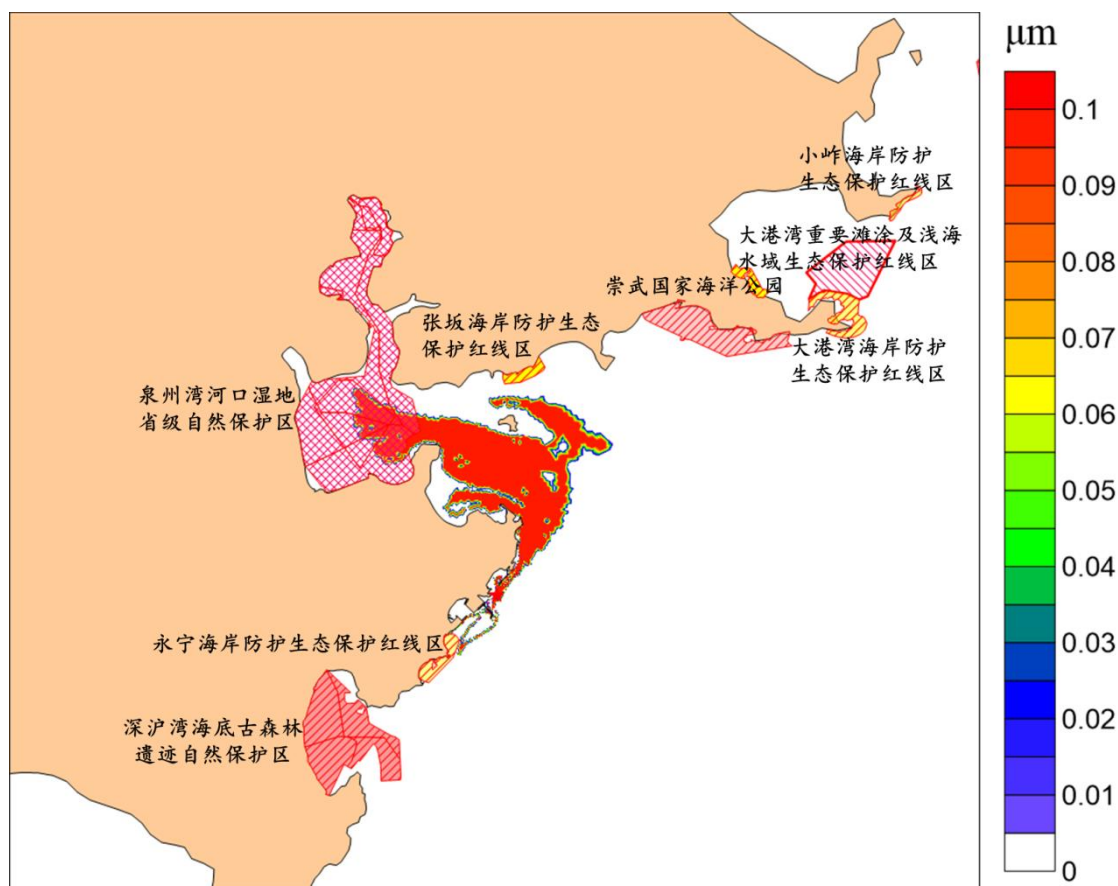 μm
小岞海岸防护
生态保护红线区
大港湾重要滩涂及浅海
水域生态保护红线区
崇武国家海洋公园
张坂海岸防护生态
保护红线区
大港湾海岸防护
生态保护红线区
泉州湾河口湿地
省级自然保护区
永宁海岸防护生态保护红线区
深沪湾海底古森林
遗迹自然保护区
0.1
0.09
0.08
0.07
0.06
0.05
0.04
0.03
0.02
0.01
0